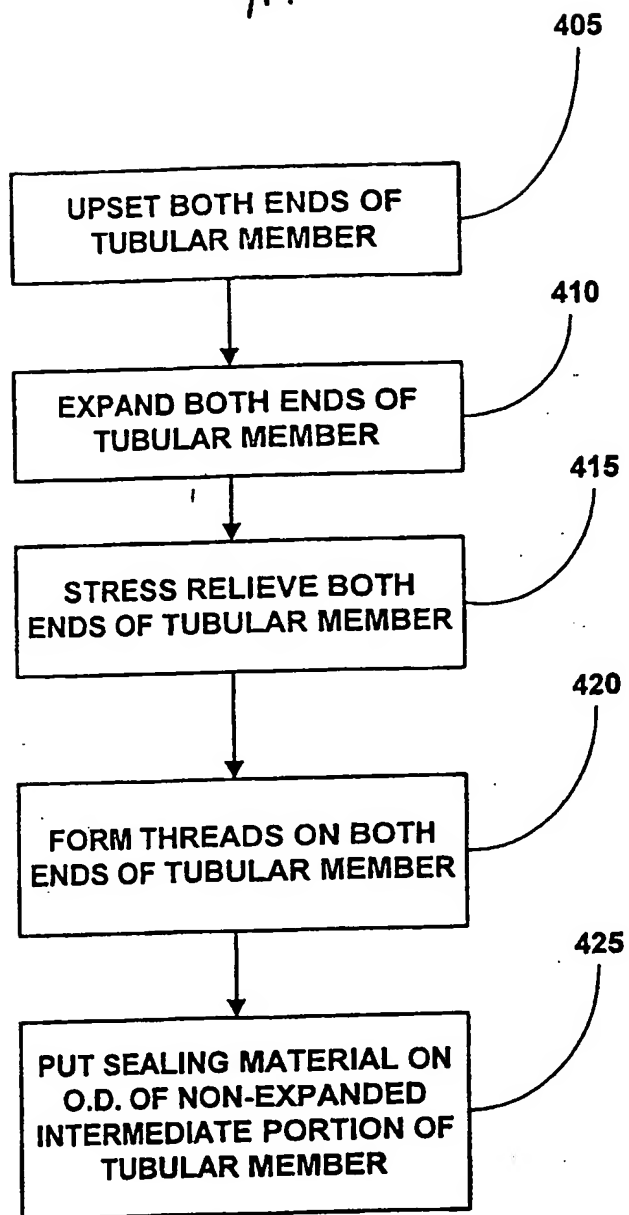 405
UPSET BOTH ENDS OF
TUBULAR MEMBER
410
EXPAND BOTH ENDS OF
TUBULAR MEMBER
415
STRESS RELIEVE BOTH
ENDS OF TUBULAR MEMBER
420
FORM THREADS ON BOTH
ENDS OF TUBULAR MEMBER
425
PUT SEALING MATERIAL ON
O.D. OF NON-EXPANDED
INTERMEDIATE PORTION OF
TUBULAR MEMBER